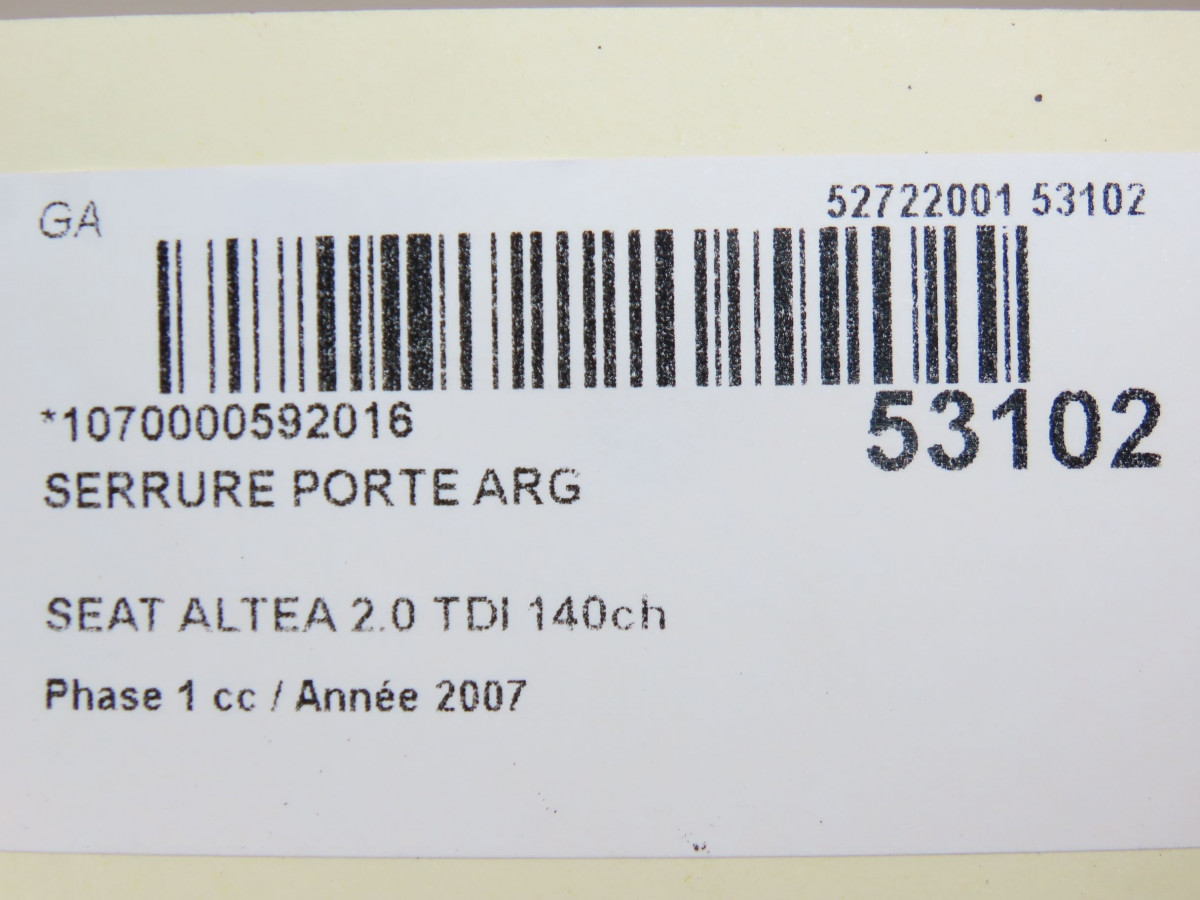 GA
52722001 53102
*1070000592016
53102
SERRURE PORTE ARG
SEAT ALTEA 2.0 TDI 140ch
Phase 1 cc / Année 2007